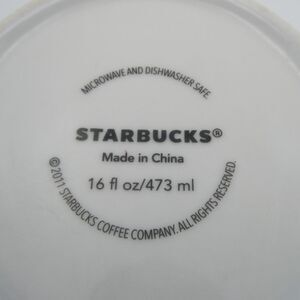 MICROWAVE AND DISHWASHER SAFE.
STARBUCKS®
Made in China
16 fl oz/473 ml
©2011 STARBUCKS COFFEE COMPANY. ALL RIGHTS RESERVED.